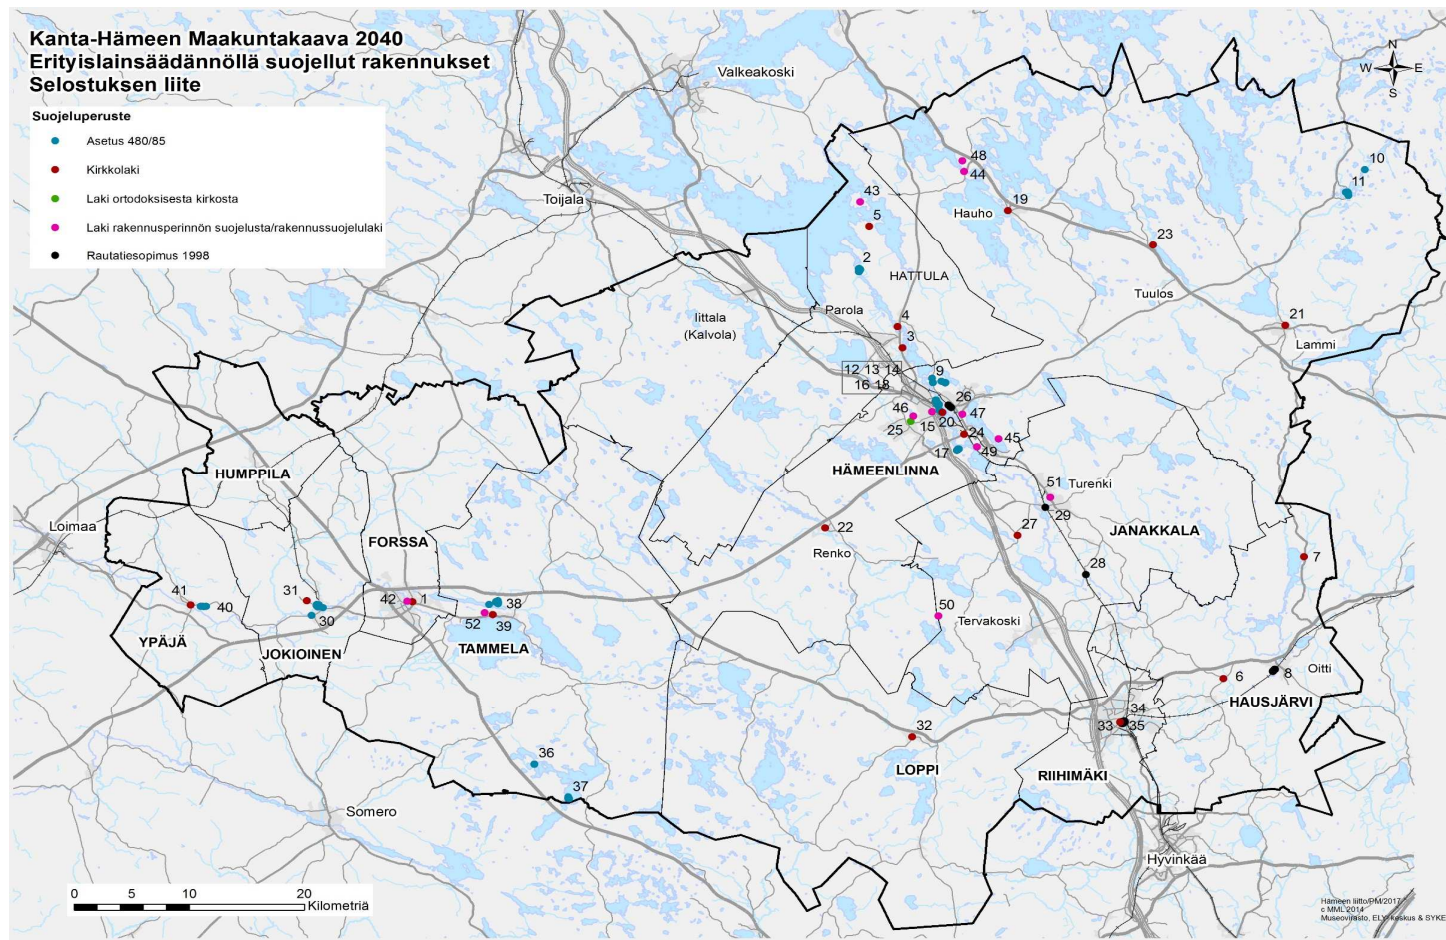 Kanta-Hämeen Maakuntakaava 2040
Erityislainsäädännöllä suojellut rakennukset
Selostuksen liite
Suojeluperuste
Asetus 480/85
Kirkkolaki
Laki ortodoksisesta kirkosta
Laki rakennusperinnön suojelusta/rakennussuojelulaki
Rautatiesopimus 1998
N
W E
S
Valkeakoski
Toijala
48
44
10
11
43
5
Hauho
19
23
2
HATTULA
Tuulos
Parola
Iittala
(Kalvola)
4
3
21
Lammi
12 13 14
16 18
9
26
46
15
20
47
25
24
45
17
49
HÄMEENLINNA
HUMPPILA
51
Turenki
29
Loimaa
FORSSA
22
Renko
27
JANAKKALA
28
7
41
40
31
30
42
1
38
52
39
50
Tervakoski
YPÄJÄ
JOKIOINEN
TAMMELA
6
8
Oitti
HAUSJÄRVI
34
33
35
32
36
37
LOPPI
RIIHIMÄKI
Somero
Hyvinkää
0 5 10 20
Kilometriä
Hämeen liitto/PM/2017
c MML 2014
Museovirasto, ELY-keskus & SYKE